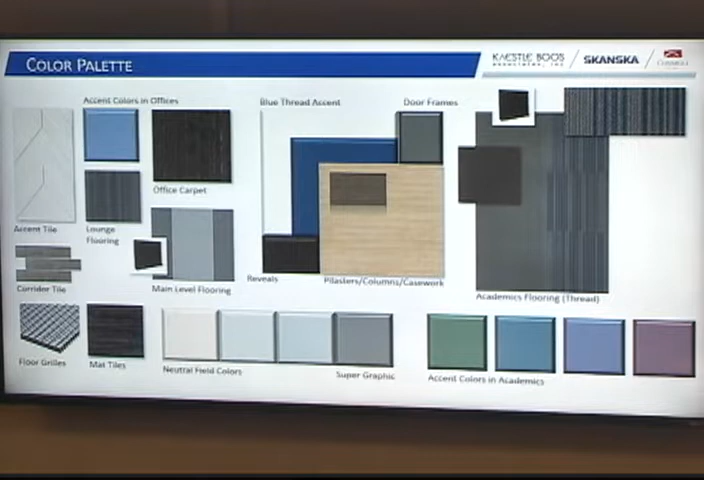 COLOR PALETTE
KAESTLE BOOS
SKANSKA
Accent Colors in Offices
Blue Thread Accent
Door Frames
Office Carpet
Accent Tile
Lounge
Flooring
Corridor Tile
Main Level Flooring
Reveals
Pilasters/Columns/Casework
Academics Flooring (Thread)
Floor Grilles
Mat Tiles
Neutral Field Colors
Super Graphic
Accent Colors in Academics